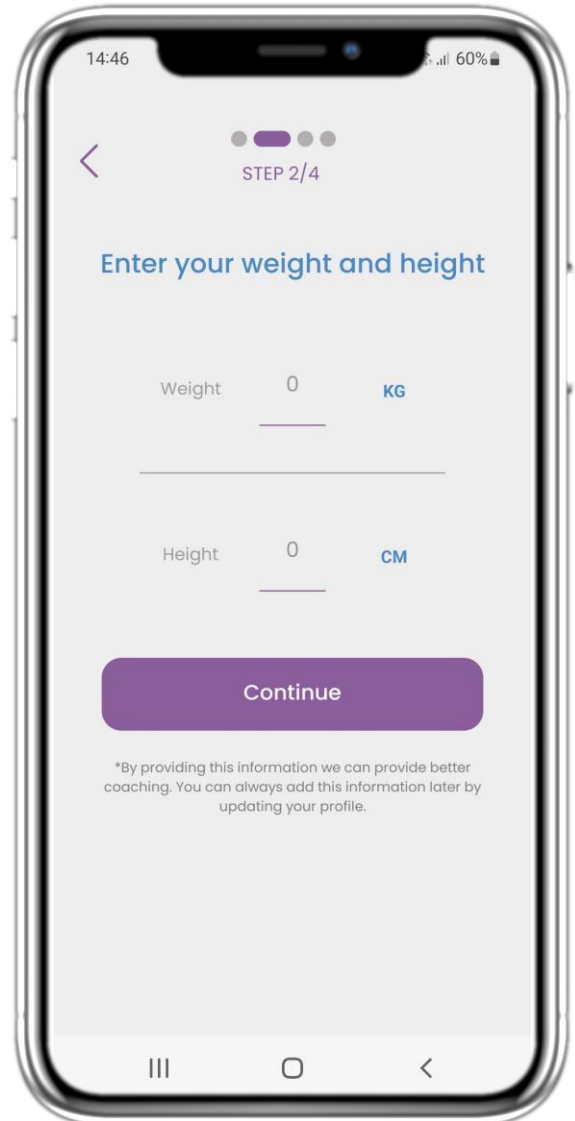 14:46
60%
STEP 2/4
Enter your weight and height
Weight 0 KG
Height 0 CM
Continue
*By providing this information we can provide better
coaching. You can always add this information later by
updating your profile.